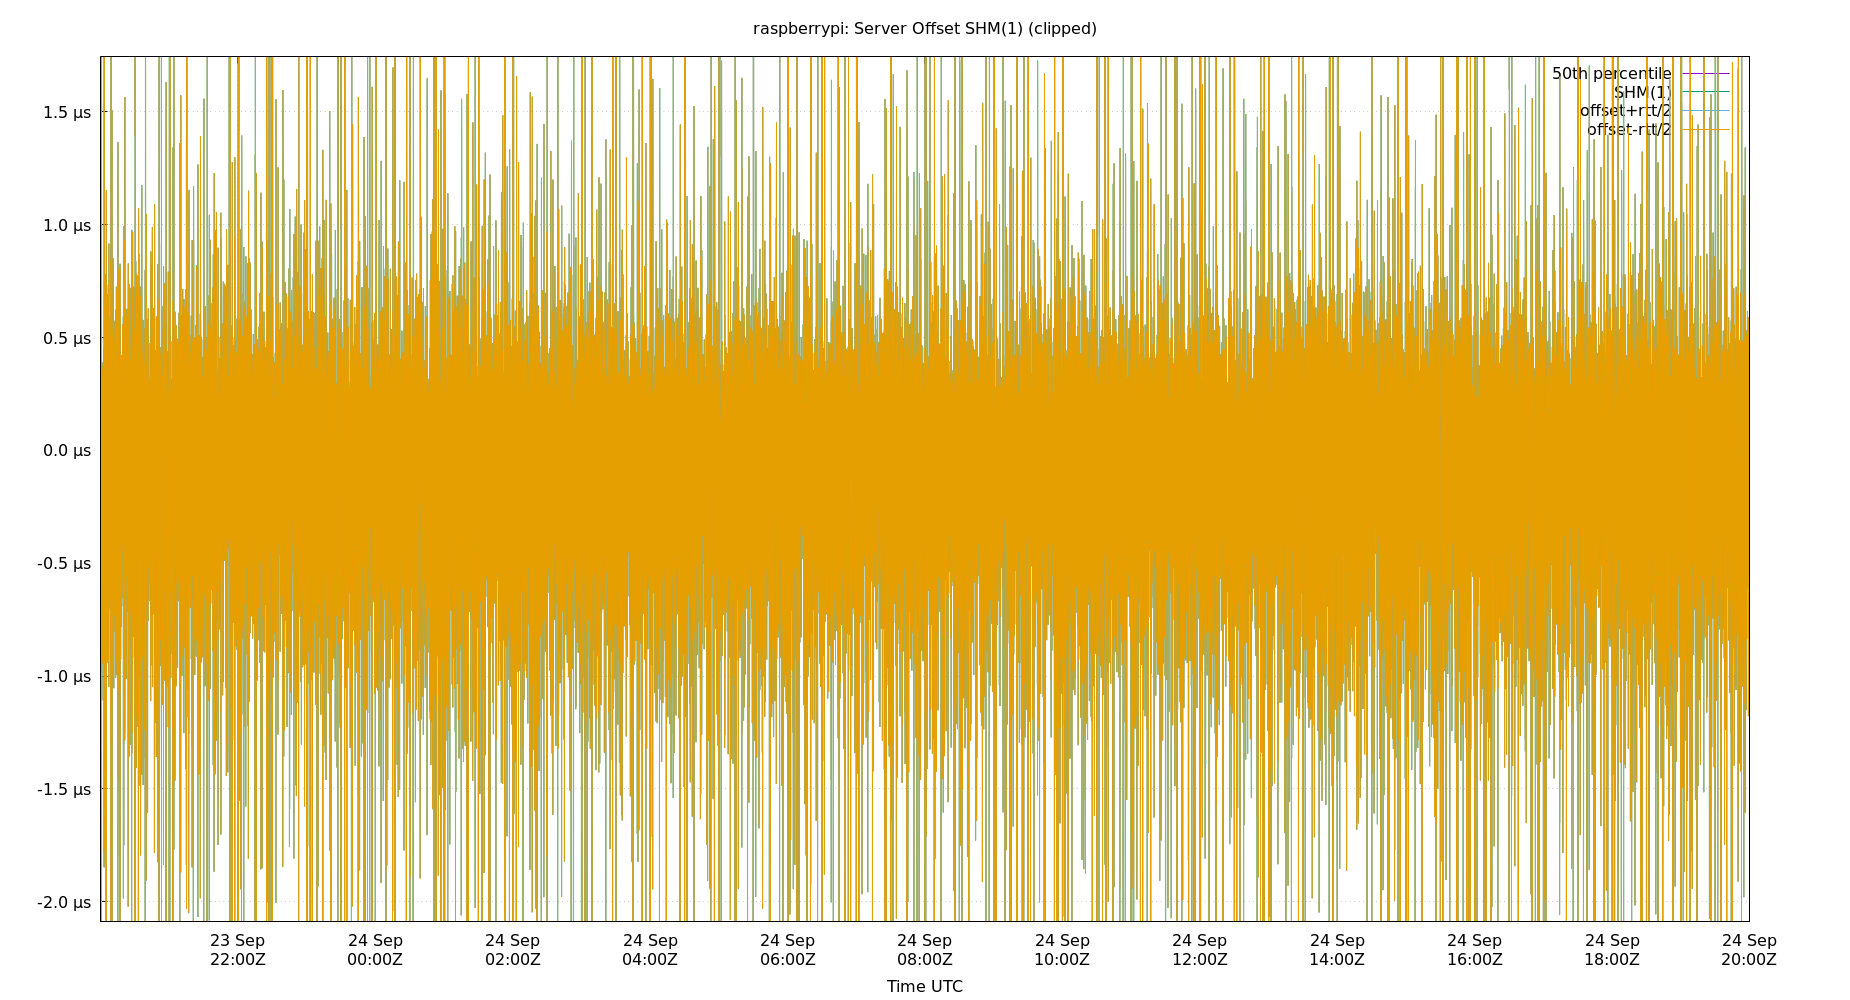 raspberrypi: Server Offset SHM(1) (clipped)
50th percentile
SHM(1)
offset+rtt/2
offset-rtt/2
1.5 µs
1.0 µs
0.5 µs
0.0 µs
-0.5 µs
-1.0 µs
-1.5 µs
-2.0 µs
23 Sep 24 Sep 24 Sep 24 Sep 24 Sep 24 Sep 24 Sep 24 Sep 24 Sep 24 Sep 24 Sep 24 Sep
22:00Z 00:00Z 02:00Z 04:00Z 06:00Z 08:00Z 10:00Z 12:00Z 14:00Z 16:00Z 18:00Z 20:00Z
Time UTC